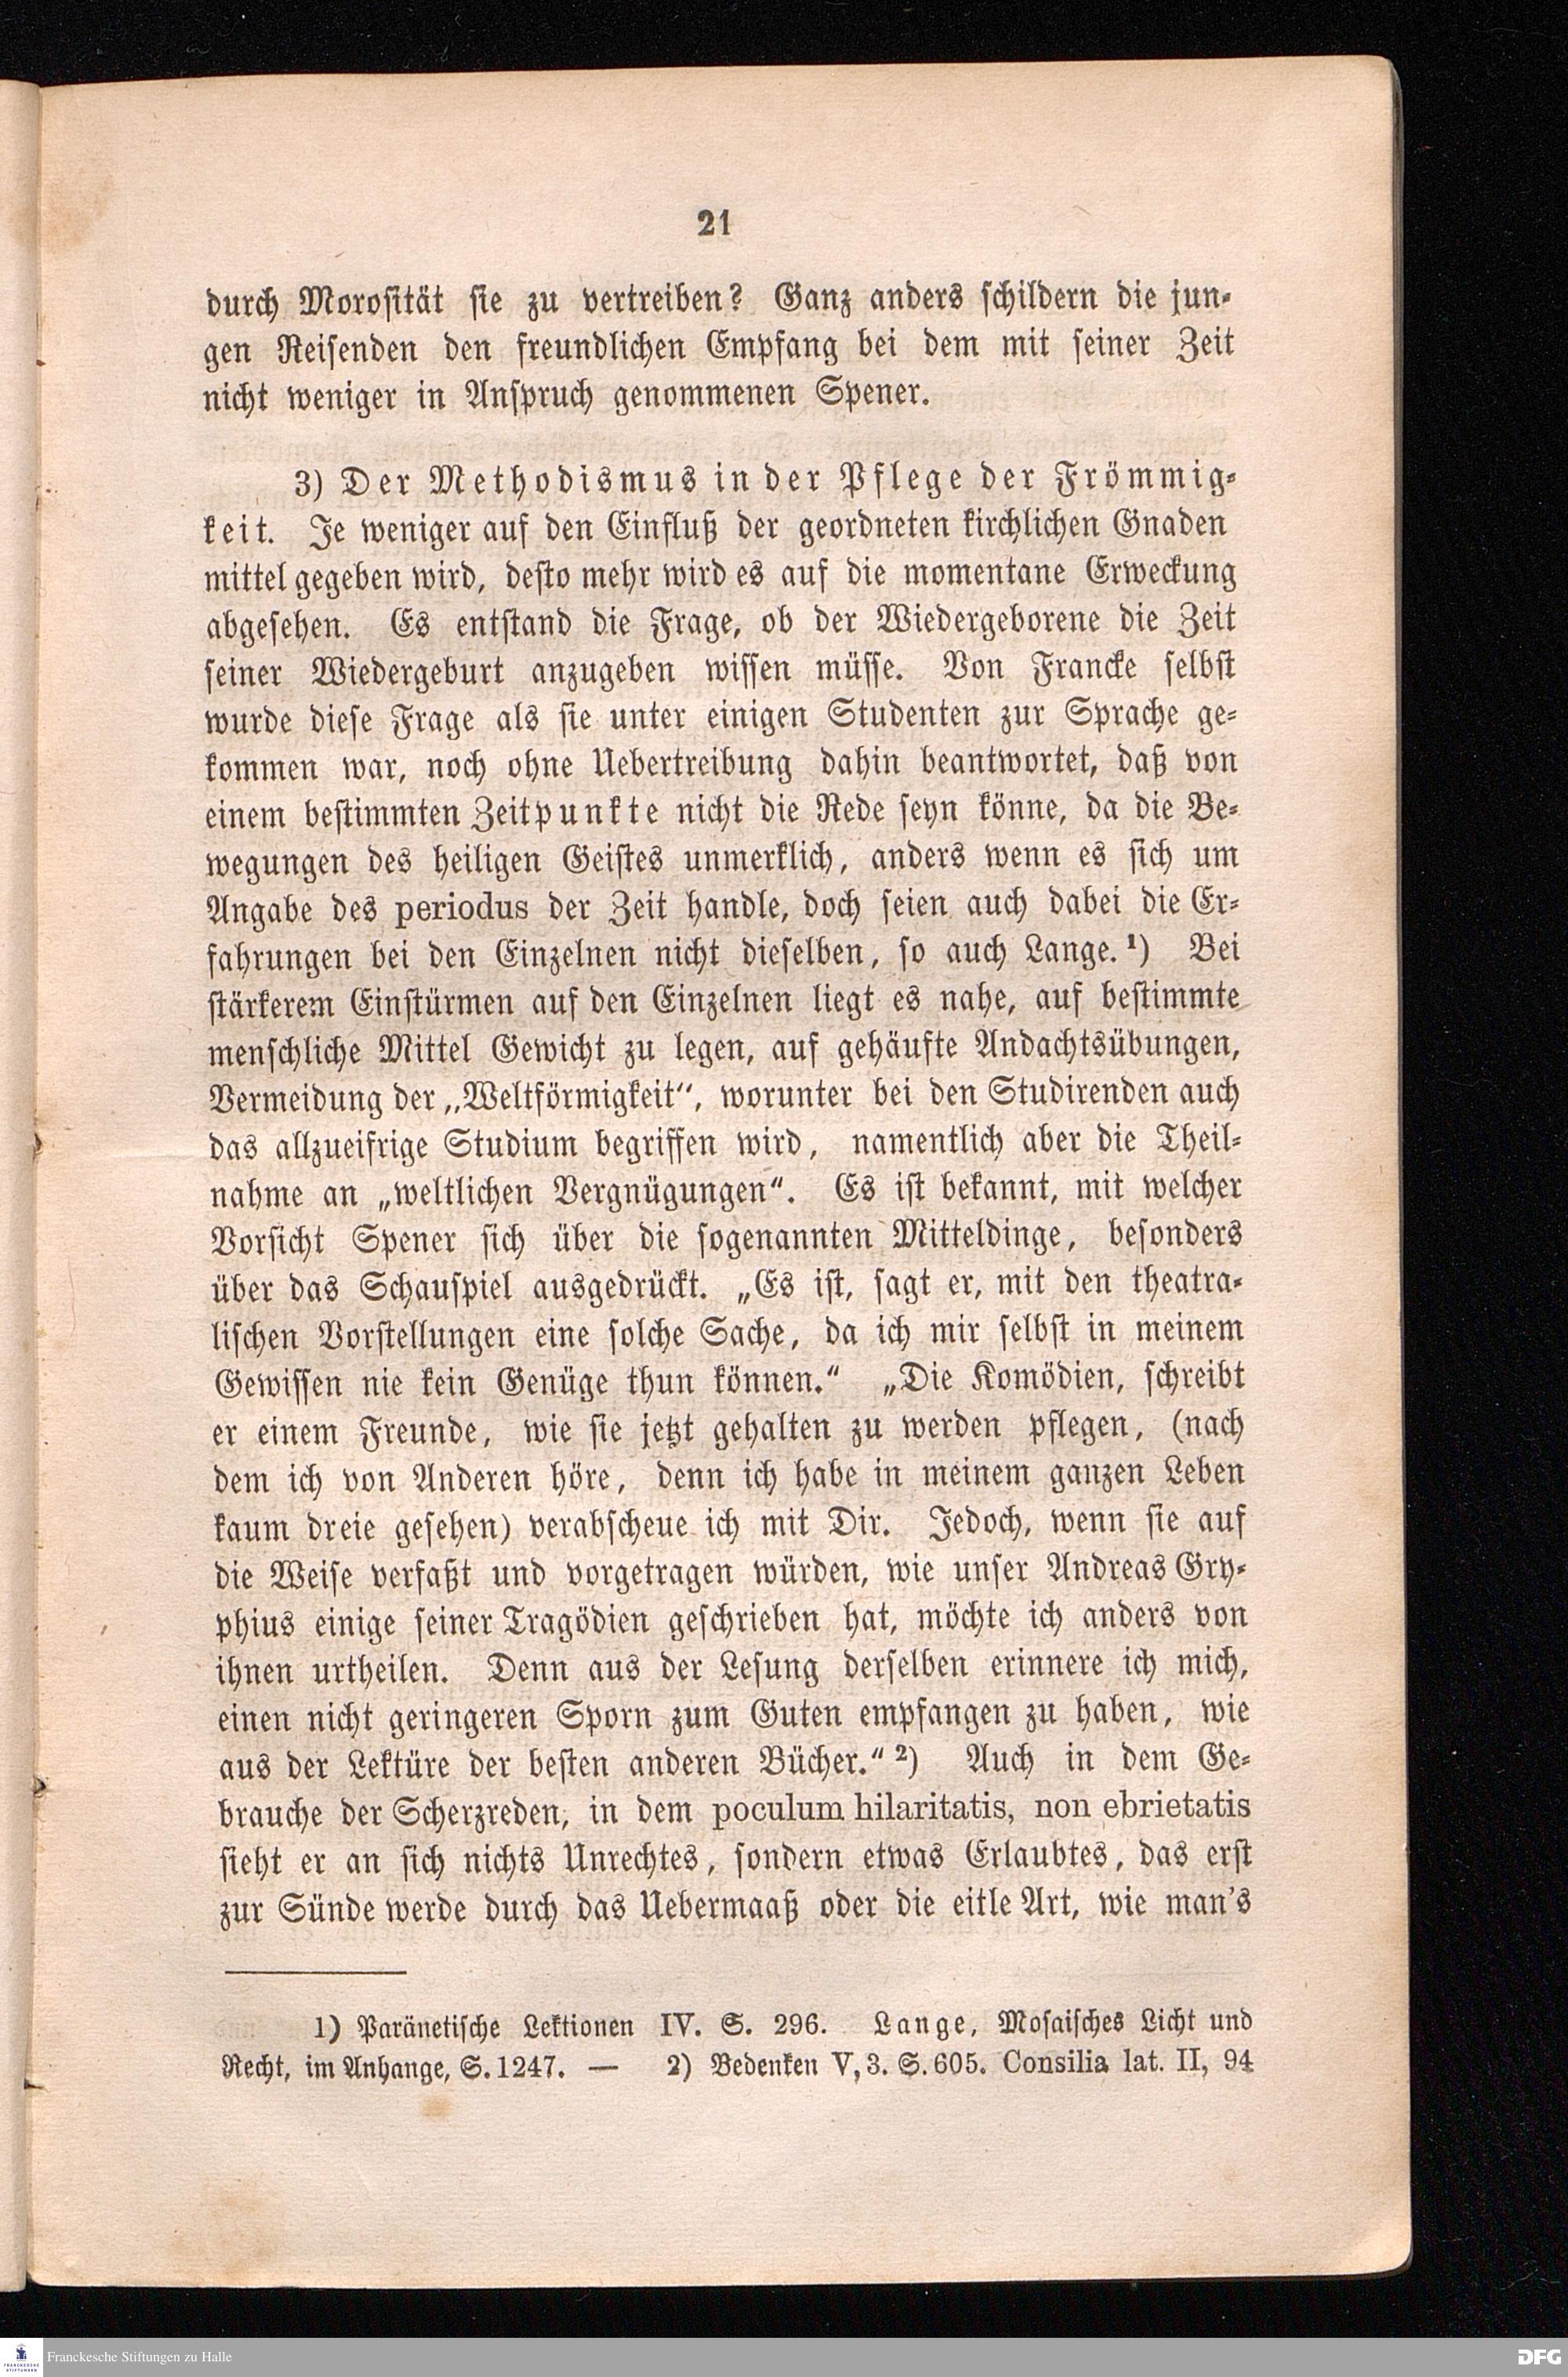 21
durch Morosität sie zu vertreiben? Ganz anders schildern die jun-
gen Reisenden den freundlichen Empfang bei dem mit seiner Zeit
nicht weniger in Anspruch genommenen Spener.
3) Der Methodismus in der Pflege der Frömmig-
keit. Je weniger auf den Einfluß der geordneten kirchlichen Gnaden
mittel gegeben wird, desto mehr wird es auf die momentane Erweckung
abgesehen. Es entstand die Frage, ob der Wiedergeborene die Zeit
seiner Wiedergeburt anzugeben wissen müsse. Von Francke selbst
wurde diese Frage als sie unter einigen Studenten zur Sprache ge-
kommen war, noch ohne Uebertreibung dahin beantwortet, daß von
einem bestimmten Zeitpunkte nicht die Rede seyn könne, da die Be-
wegungen des heiligen Geistes unmerklich, anders wenn es sich um
Angabe des periodus der Zeit handle, doch seien auch dabei die Er-
fahrungen bei den Einzelnen nicht dieselben, so auch Lange.¹) Bei
stärkerem Einstürmen auf den Einzelnen liegt es nahe, auf bestimmte
menschliche Mittel Gewicht zu legen, auf gehäufte Andachtsübungen,
Vermeidung der „Weltförmigkeit“, worunter bei den Studirenden auch
das allzueifrige Studium begriffen wird, namentlich aber die Theil-
nahme an „weltlichen Vergnügungen“. Es ist bekannt, mit welcher
Vorsicht Spener sich über die sogenannten Mitteldinge, besonders
über das Schauspiel ausgedrückt. „Es ist, sagt er, mit den theatra-
lischen Vorstellungen eine solche Sache, da ich mir selbst in meinem
Gewissen nie kein Genüge thun können.“ „Die Komödien, schreibt
er einem Freunde, wie sie jetzt gehalten zu werden pflegen, (nach
dem ich von Anderen höre, denn ich habe in meinem ganzen Leben
kaum dreie gesehen) verabscheue ich mit Dir. Jedoch, wenn sie auf
die Weise verfaßt und vorgetragen würden, wie unser Andreas Gry-
phius einige seiner Tragödien geschrieben hat, möchte ich anders von
ihnen urtheilen. Denn aus der Lesung derselben erinnere ich mich,
einen nicht geringeren Sporn zum Guten empfangen zu haben, wie
aus der Lektüre der besten anderen Bücher.“²) Auch in dem Ge-
brauche der Scherzreden, in dem poculum hilaritatis, non ebrietatis
sieht er an sich nichts Unrechtes, sondern etwas Erlaubtes, das erst
zur Sünde werde durch das Uebermaaß oder die eitle Art, wie man's
1) Paränetische Lektionen IV. S. 296. Lange, Mosaisches Licht und
Recht, im Anhange, S. 1247. — 2) Bedenken V, 3. S. 605. Consilia lat. II, 94
FRANCKESCHE
STIFTUNGEN
Franckesche Stiftungen zu Halle
DFG